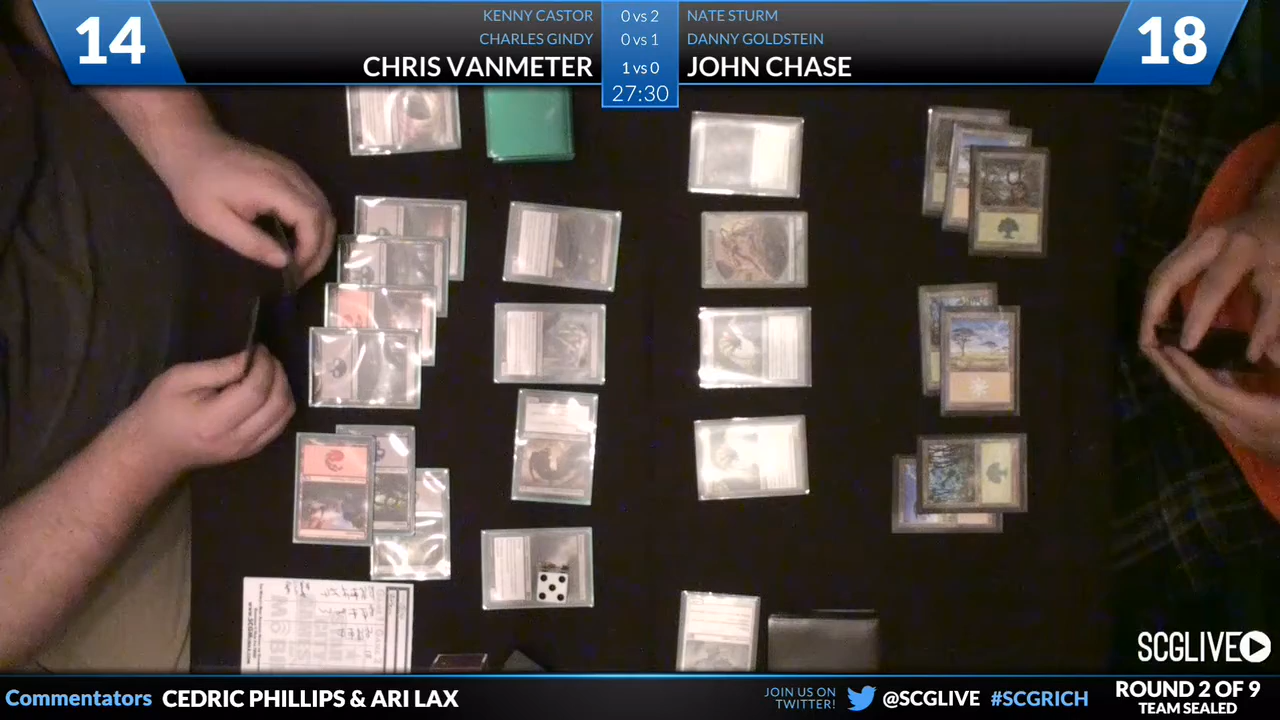 14
KENNY CASTOR 0 vs 2 NATE STURM
CHARLES GINDY 0 vs 1 DANNY GOLDSTEIN
CHRIS VANMETER 1 vs 0 JOHN CHASE
27:30
18
SCGLIVE
Commentators CEDRIC PHILLIPS & ARI LAX
JOIN US ON
TWITTER!
@SCGLIVE #SCGRICH
ROUND 2 OF 9
TEAM SEALED